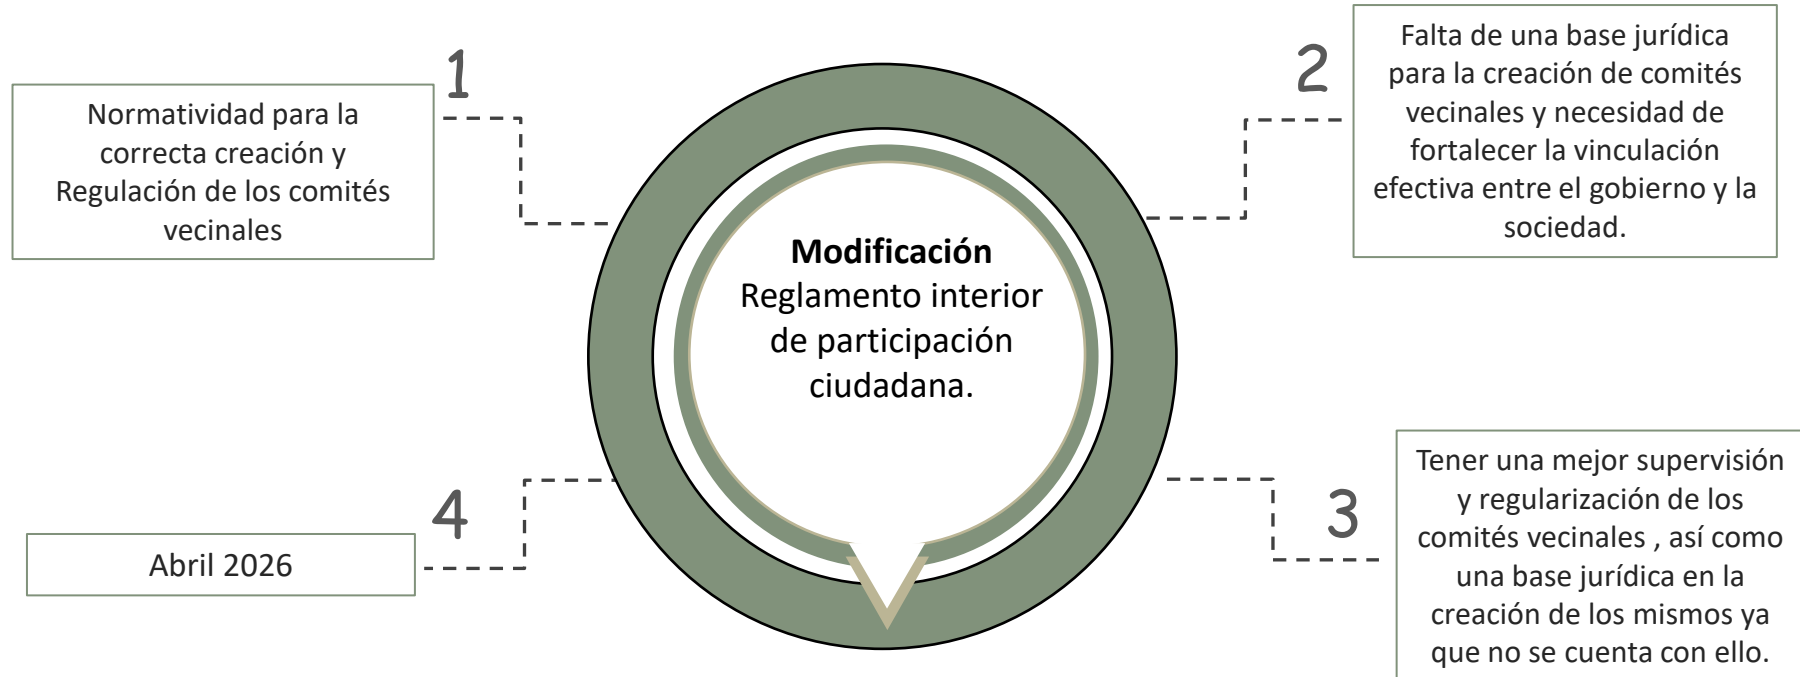 1
Normatividad para la
correcta creación y
Regulación de los comités
vecinales
2
Falta de una base jurídica
para la creación de comités
vecinales y necesidad de
fortalecer la vinculación
efectiva entre el gobierno y la
sociedad.
Modificación
Reglamento interior
de participación
ciudadana.
3
Tener una mejor supervisión
y regularización de los
comités vecinales , así como
una base jurídica en la
creación de los mismos ya
que no se cuenta con ello.
4
Abril 2026